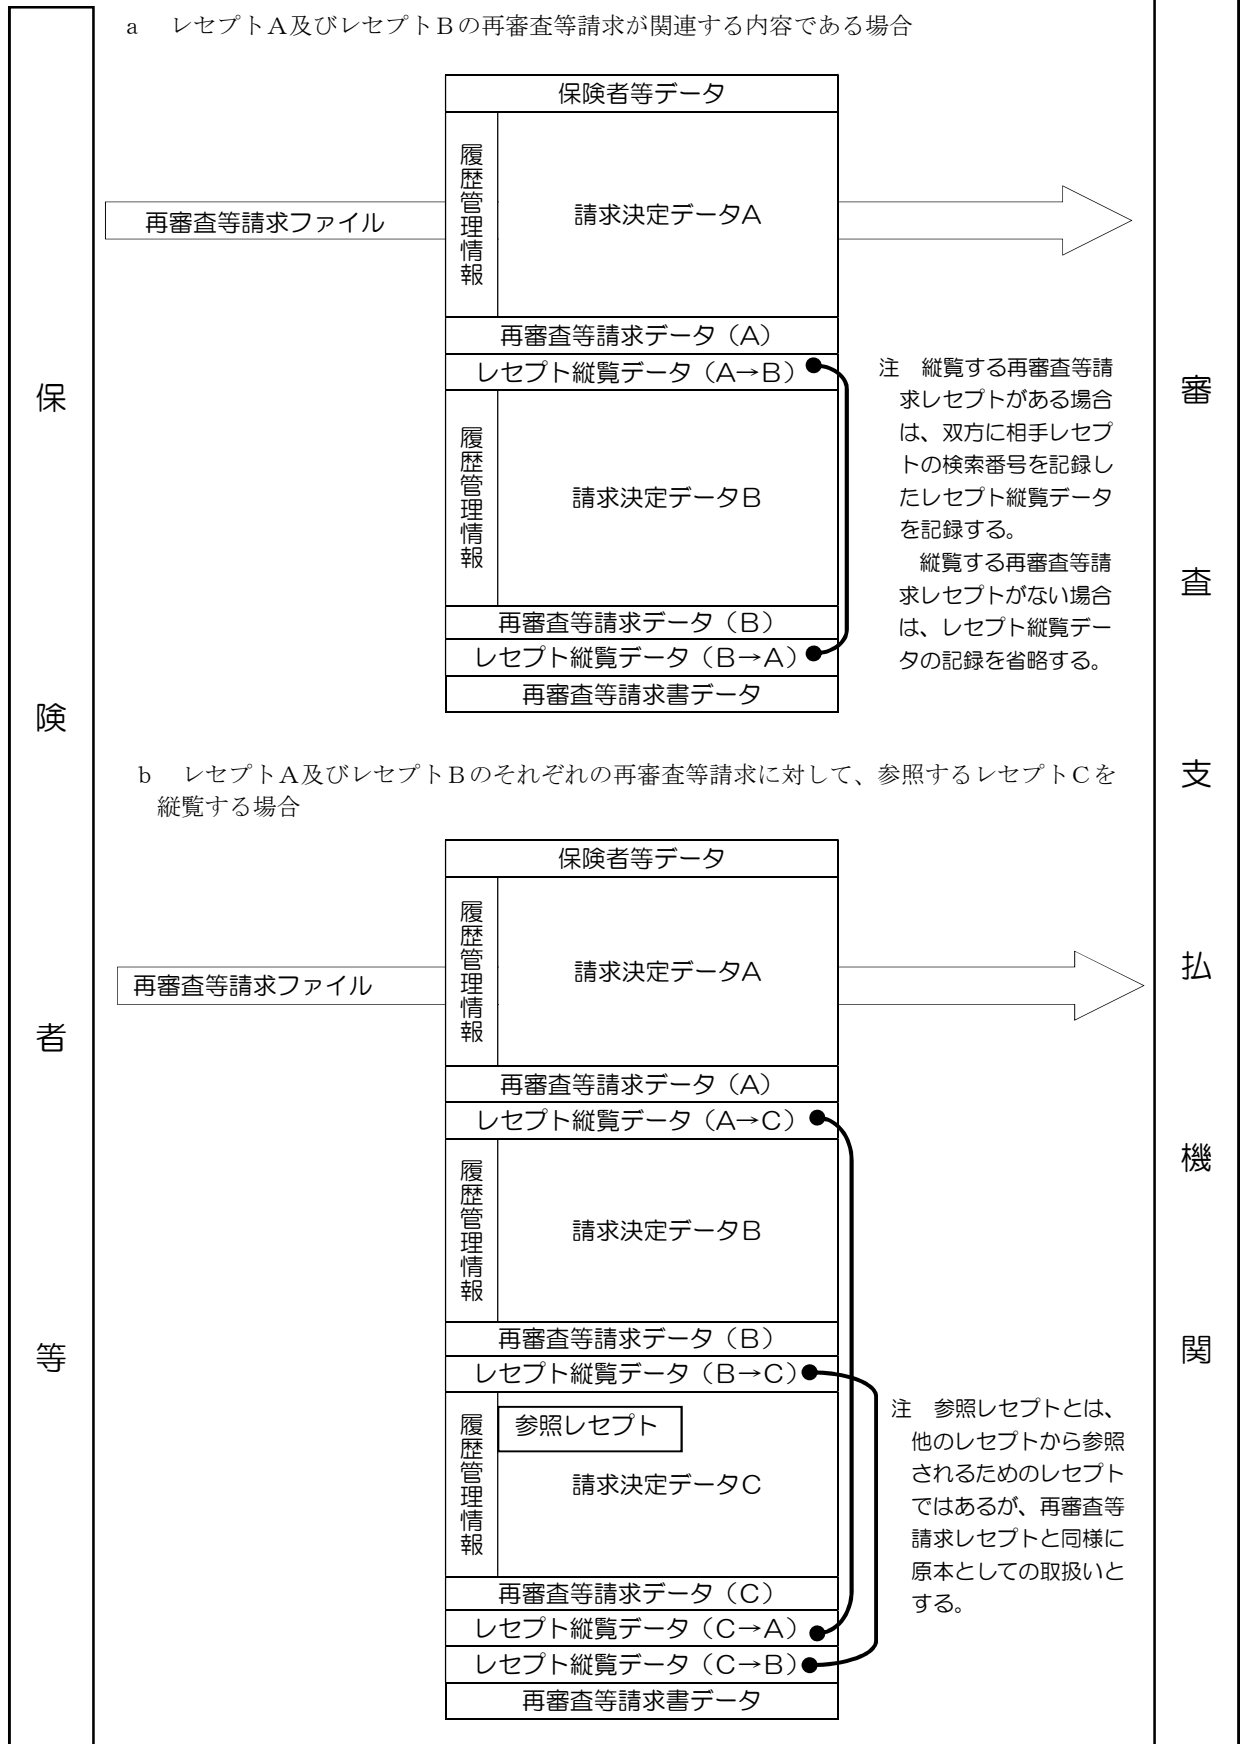 a　レセプトA及びレセプトBの再審査等請求が関連する内容である場合
保険者等
審査支払機関
再審査等請求ファイル
保険者等データ
履歴管理情報
請求決定データA
再審査等請求データ（A）
レセプト縦覧データ（A→B）
履歴管理情報
請求決定データB
再審査等請求データ（B）
レセプト縦覧データ（B→A）
再審査等請求書データ
注　縦覧する再審査等請
求レセプトがある場合
は、双方に相手レセプ
トの検索番号を記録し
たレセプト縦覧データ
を記録する。
縦覧する再審査等請
求レセプトがない場合
は、レセプト縦覧デー
タの記録を省略する。
b　レセプトA及びレセプトBのそれぞれの再審査等請求に対して、参照するレセプトCを
縦覧する場合
再審査等請求ファイル
保険者等データ
履歴管理情報
請求決定データA
再審査等請求データ（A）
レセプト縦覧データ（A→C）
履歴管理情報
請求決定データB
再審査等請求データ（B）
レセプト縦覧データ（B→C）
履歴管理情報
参照レセプト
請求決定データC
再審査等請求データ（C）
レセプト縦覧データ（C→A）
レセプト縦覧データ（C→B）
再審査等請求書データ
注　参照レセプトとは、
他のレセプトから参照
されるためのレセプト
ではあるが、再審査等
請求レセプトと同様に
原本としての取扱いと
する。